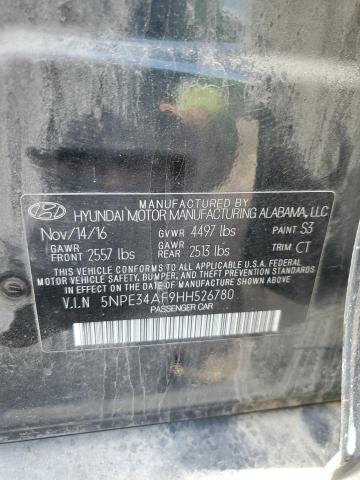 MANUFACTURED BY
HYUNDAI MOTOR MANUFACTURING ALABAMA, LLC
Nov/14/16 GVWR 4497 lbs PAINT S3
GAWR FRONT 2557 lbs GAWR REAR 2513 lbs TRIM CT
THIS VEHICLE CONFORMS TO ALL APPLICABLE U.S. FEDERAL
MOTOR VEHICLE SAFETY, BUMPER, AND THEFT PREVENTION
STANDARDS IN EFFECT ON THE DATE OF MANUFACTURE SHOWN ABOVE.
V.I.N 5NPE34AF9HH526780
PASSENGER CAR